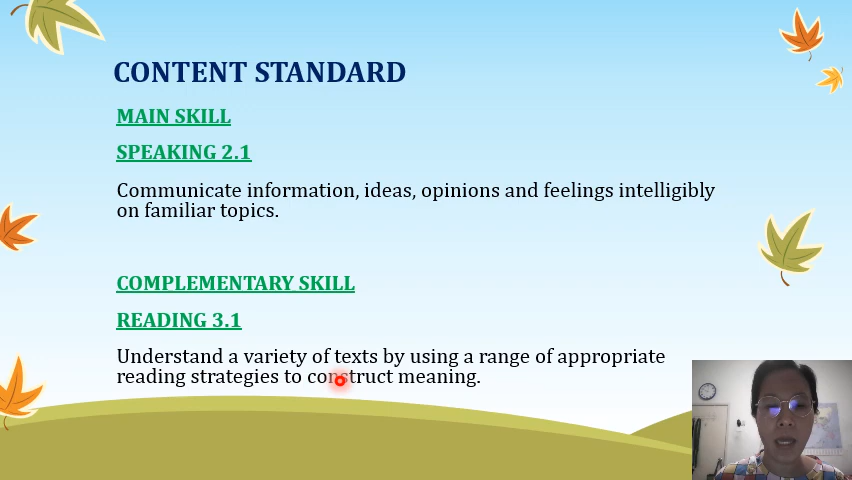 CONTENT STANDARD
MAIN SKILL
SPEAKING 2.1
Communicate information, ideas, opinions and feelings intelligibly
on familiar topics.
COMPLEMENTARY SKILL
READING 3.1
Understand a variety of texts by using a range of appropriate
reading strategies to construct meaning.